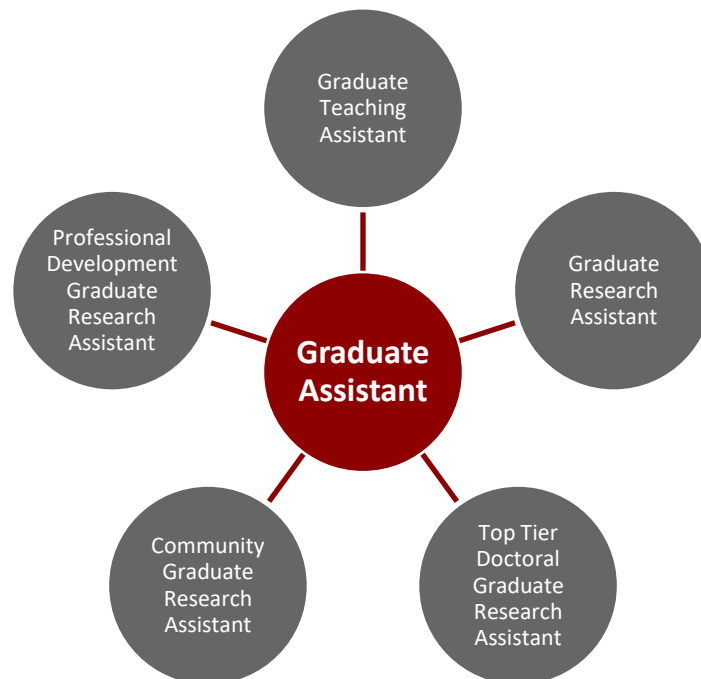 Graduate
Teaching
Assistant
Professional
Development
Graduate
Research
Assistant
Graduate
Research
Assistant
Graduate
Assistant
Community
Graduate
Research
Assistant
Top Tier
Doctoral
Graduate
Research
Assistant